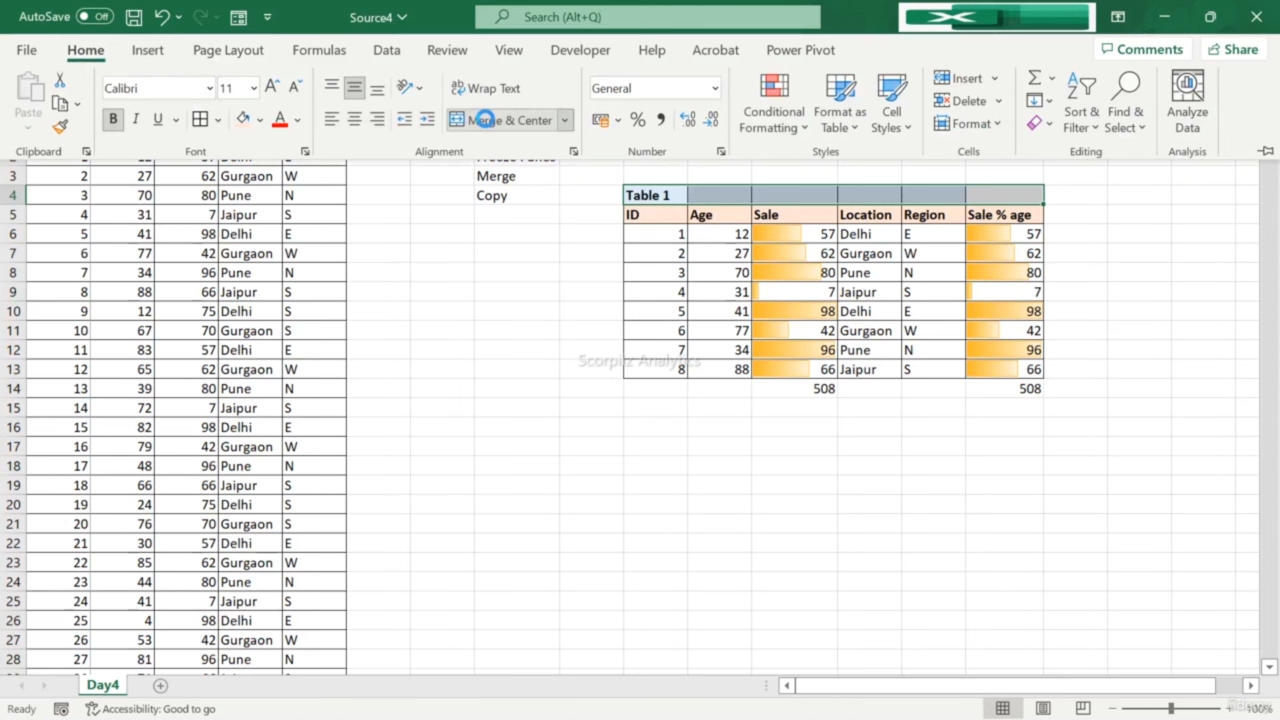 AutoSave Off Source4 Search (Alt+Q)
File Home Insert Page Layout Formulas Data Review View Developer Help Acrobat Power Pivot Comments Share
Paste
Calibri 11 A A
B I U A
Wrap Text
Merge & Center
General
% ,
Conditional Formatting
Format as Table
Cell Styles
Insert
Delete
Format
Sort & Filter
Find & Select
Analyze Data
Clipboard Font Alignment Number Styles Cells Editing Analysis
3 2 27 62 Gurgaon W Merge
4 3 70 80 Pune N Copy Table 1
5 4 31 7 Jaipur S ID Age Sale Location Region Sale % age
6 5 41 98 Delhi E 1 12 57 Delhi E 57
7 6 77 42 Gurgaon W 2 27 62 Gurgaon W 62
8 7 34 96 Pune N 3 70 80 Pune N 80
9 8 88 66 Jaipur S 4 31 7 Jaipur S 7
10 9 12 75 Delhi S 5 41 98 Delhi E 98
11 10 67 70 Gurgaon S 6 77 42 Gurgaon W 42
12 11 83 57 Delhi E 7 34 96 Pune N 96
Scorpitz Analytics
13 12 65 62 Gurgaon W 8 88 66 Jaipur S 66
14 13 39 80 Pune N 508 508
15 14 72 7 Jaipur S
16 15 82 98 Delhi E
17 16 79 42 Gurgaon W
18 17 48 96 Pune N
19 18 66 66 Jaipur S
20 19 24 75 Delhi S
21 20 76 70 Gurgaon S
22 21 30 57 Delhi E
23 22 85 62 Gurgaon W
24 23 44 80 Pune N
25 24 41 7 Jaipur S
26 25 4 98 Delhi E
27 26 53 42 Gurgaon W
28 27 81 96 Pune N
Day4
Ready Accessibility: Good to go 100%